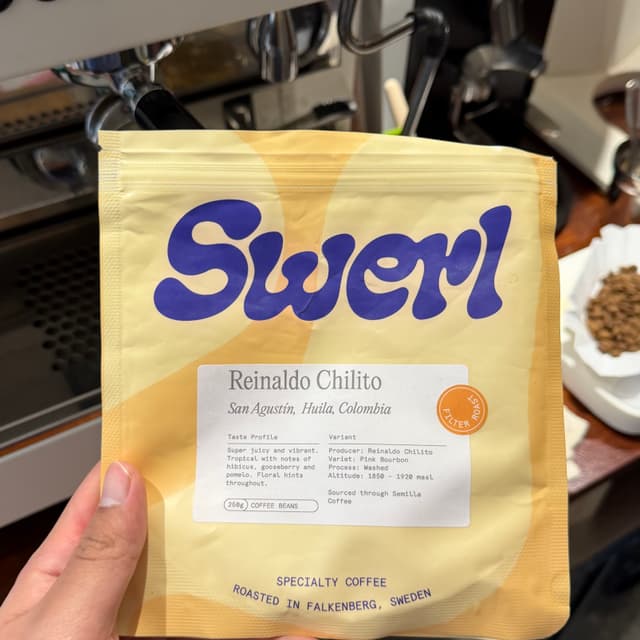 Swerl
Reinaldo Chilito
San Agustín, Huila, Colombia
FILTER ROAST
Taste Profile
Super juicy and vibrant.
Tropical with notes of
hibiscus, gooseberry and
pomelo. Floral hints
throughout.
250g COFFEE BEANS
Variant
Producer: Reinaldo Chilito
Variet: Pink Bourbon
Process: Washed
Altitude: 1850 - 1920 masl
Sourced through Semilla
Coffee
SPECIALTY COFFEE
ROASTED IN FALKENBERG, SWEDEN